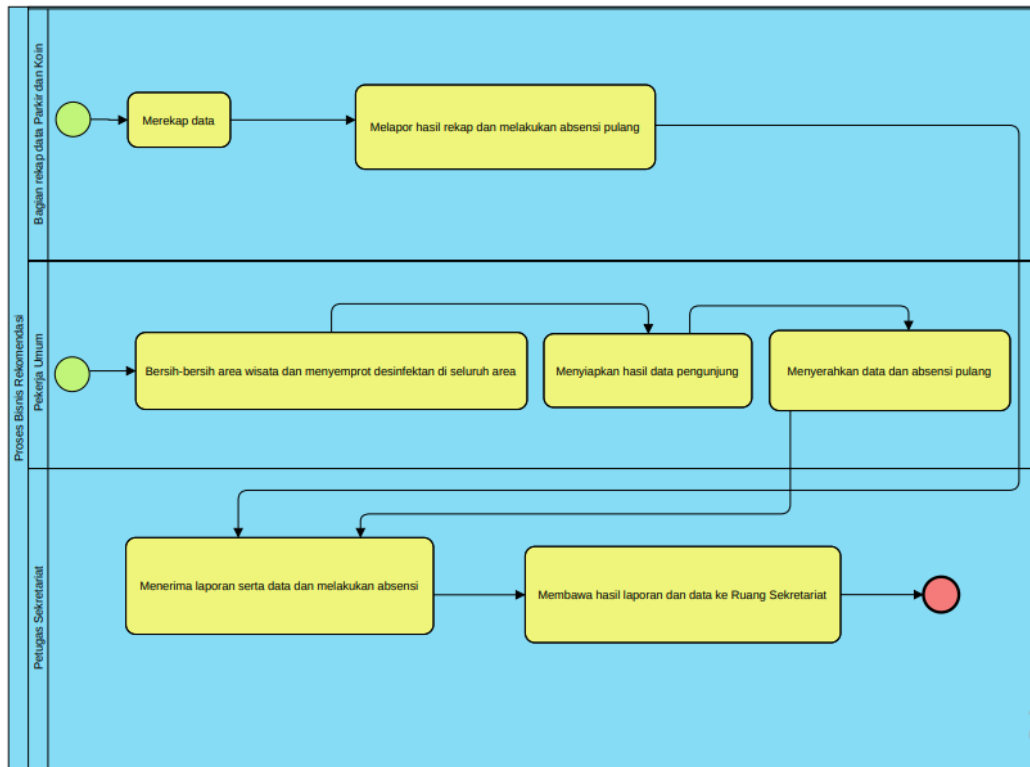 Proses Bisnis Rekomendasi
Bagian rekap data Parkir dan Koin
Merekap data
Melapor hasil rekap dan melakukan absensi pulang
Pekerja Umum
Bersih-bersih area wisata dan menyemprot desinfektan di seluruh area
Menyiapkan hasil data pengunjung
Menyerahkan data dan absensi pulang
Petugas Sekretariat
Menerima laporan serta data dan melakukan absensi
Membawa hasil laporan dan data ke Ruang Sekretariat